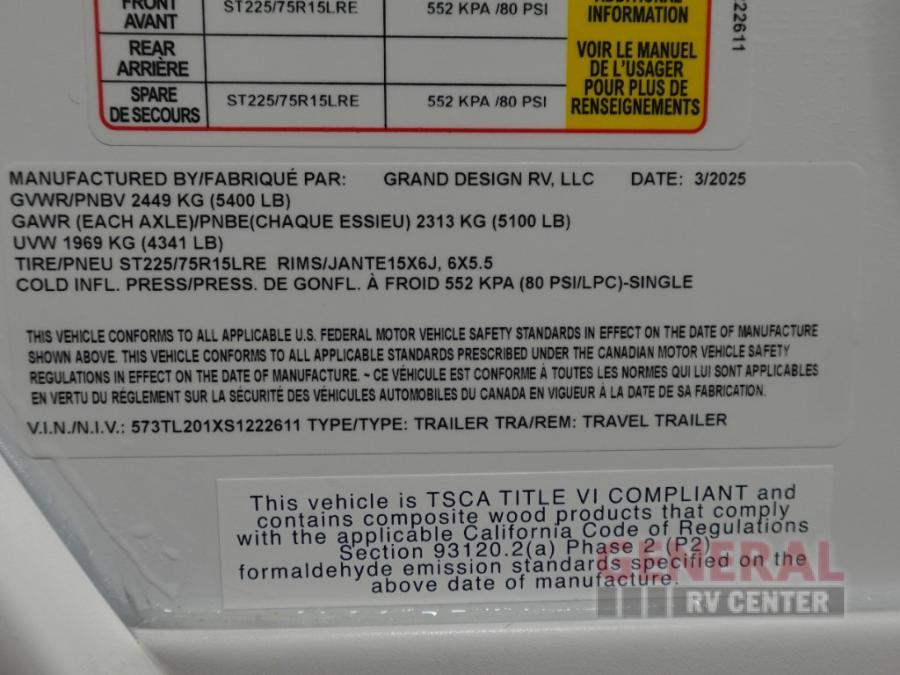 FRONT ST225/75R15LRE 552 KPA /80 PSI ADDITIONAL
AVANT INFORMATION
REAR VOIR LE MANUEL
ARRIÈRE DE L'USAGER
POUR PLUS DE
SPARE ST225/75R15LRE 552 KPA /80 PSI RENSEIGNEMENTS
DE SECOURS
22611
MANUFACTURED BY/FABRIQUÉ PAR: GRAND DESIGN RV, LLC DATE: 3/2025
GVWR/PNBV 2449 KG (5400 LB)
GAWR (EACH AXLE)/PNBE(CHAQUE ESSIEU) 2313 KG (5100 LB)
UVW 1969 KG (4341 LB)
TIRE/PNEU ST225/75R15LRE RIMS/JANTE15X6J, 6X5.5
COLD INFL. PRESS/PRESS. DE GONFL. À FROID 552 KPA (80 PSI/LPC)-SINGLE
THIS VEHICLE CONFORMS TO ALL APPLICABLE U.S. FEDERAL MOTOR VEHICLE SAFETY STANDARDS IN EFFECT ON THE DATE OF MANUFACTURE
SHOWN ABOVE. THIS VEHICLE CONFORMS TO ALL APPLICABLE STANDARDS PRESCRIBED UNDER THE CANADIAN MOTOR VEHICLE SAFETY
REGULATIONS IN EFFECT ON THE DATE OF MANUFACTURE. ~ CE VÉHICULE EST CONFORME À TOUTES LES NORMES QUI LUI SONT APPLICABLES
EN VERTU DU RÉGLEMENT SUR LA SÉCURITÉ DES VÉHICULES AUTOMOBILES DU CANADA EN VIGUEUR À LA DATE DE SA FABRICATION.
V.I.N./N.I.V.: 573TL201XS1222611 TYPE/TYPE: TRAILER TRA/REM: TRAVEL TRAILER
This vehicle is TSCA TITLE VI COMPLIANT and
contains composite wood products that comply
with the applicable California Code of Regulations
Section 93120.2(a) Phase 2 (P2)
formaldehyde emission standards specified on the
above date of manufacture.
GENERAL
RV CENTER